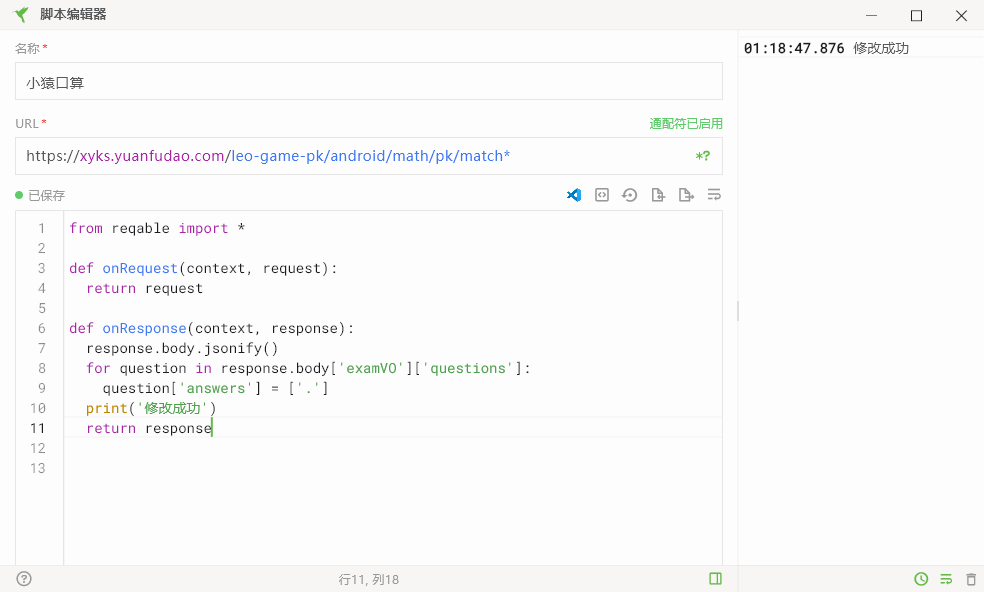 脚本编辑器
名称*
小猿口算
URL*
通配符已启用
https://xyks.yuanfudao.com/leo-game-pk/android/math/pk/match*
*?
已保存
1 from reqable import *
2
3 def onRequest(context, request):
4   return request
5
6 def onResponse(context, response):
7   response.body.jsonify()
8   for question in response.body['examVO']['questions']:
9     question['answers'] = ['.']
10   print('修改成功')
11   return response
12
13
行11, 列18
01:18:47.876 修改成功